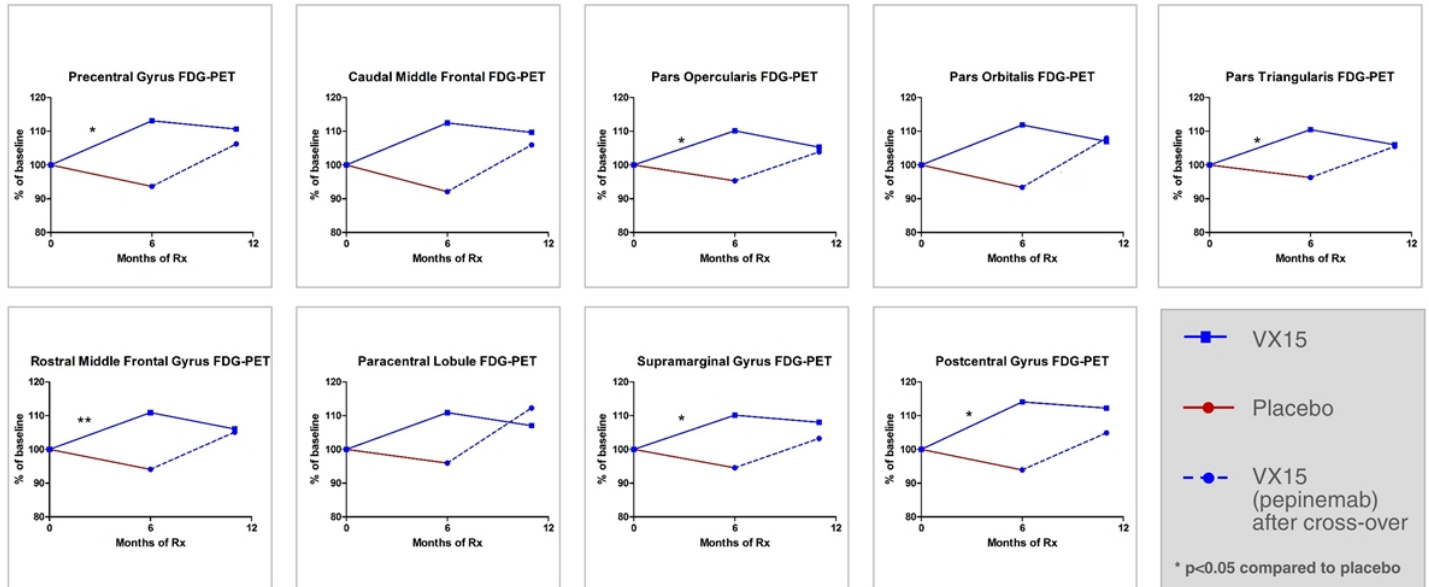 Precentral Gyrus FDG-PET
120
110
100
90
80
% of baseline
*
0
6
12
Months of Rx
Caudal Middle Frontal FDG-PET
120
110
100
90
80
% of baseline
0
6
12
Months of Rx
Pars Opercularis FDG-PET
120
110
100
90
80
% of baseline
*
0
6
12
Months of Rx
Pars Orbitalis FDG-PET
120
110
100
90
80
% of baseline
0
6
12
Months of Rx
Pars Triangularis FDG-PET
120
110
100
90
80
% of baseline
*
0
6
12
Months of Rx
Rostral Middle Frontal Gyrus FDG-PET
120
110
100
90
80
% of baseline
**
0
6
12
Months of Rx
Paracentral Lobule FDG-PET
120
110
100
90
80
% of baseline
0
6
12
Months of Rx
Supramarginal Gyrus FDG-PET
120
110
100
90
80
% of baseline
*
0
6
12
Months of Rx
Postcentral Gyrus FDG-PET
120
110
100
90
80
% of baseline
*
0
6
12
Months of Rx
VX15
Placebo
VX15
(pepinemab)
after cross-over
* p<0.05 compared to placebo